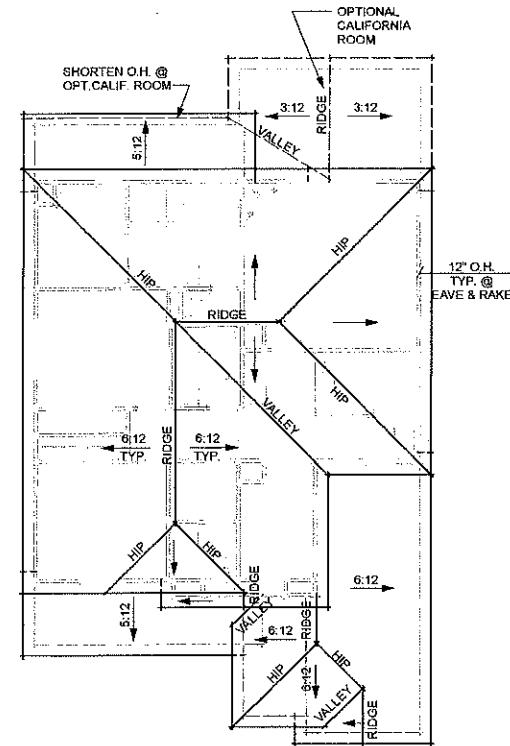 OPTIONAL
CALIFORNIA
ROOM
SHORTEN O.H. @
OPT.CALIF. ROOM
3:12
RIDGE
3:12
5:12
VALLEY
HIP
HIP
12" O.H.
TYP. @
EAVE & RAKE
RIDGE
HIP
VALLEY
RIDGE
6:12
TYP.
6:12
TYP.
HIP
HIP
6:12
RIDGE
5:12
VALLEY
6:12
RIDGE
HIP
HIP
6:12
VALLEY
RIDGE